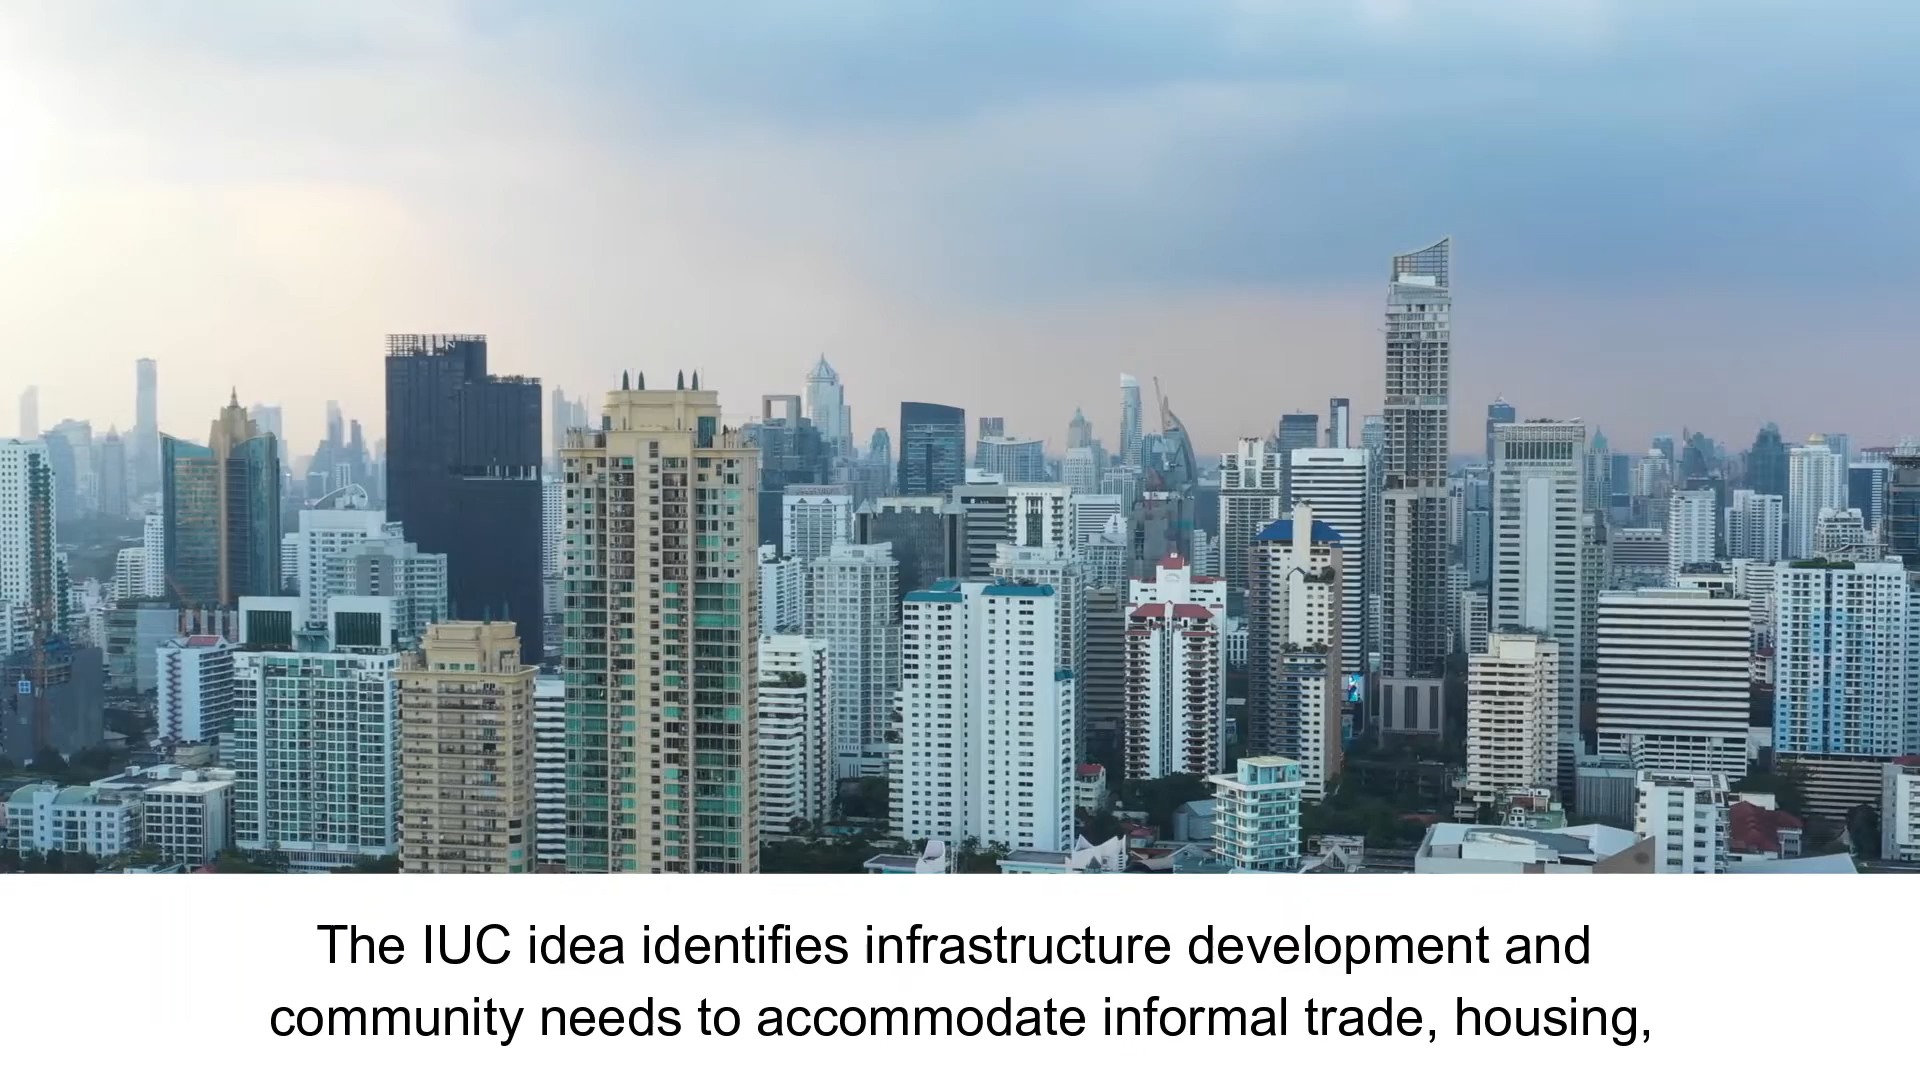 The IUC idea identifies infrastructure development and
community needs to accommodate informal trade, housing,